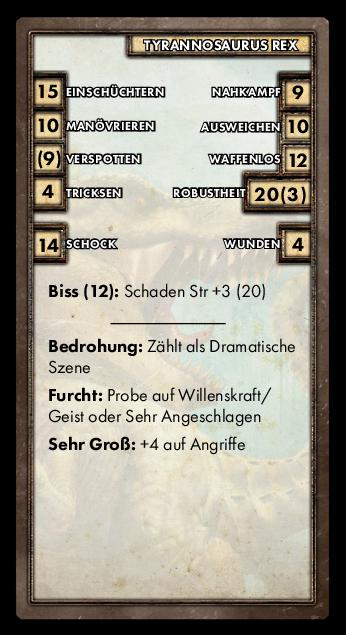 TYRANNOSAURUS REX
15 EINSCHÜCHTERN NAHKAMPF 9
10 MANÖVRIEREN AUSWEICHEN 10
(9) VERSPOTTEN WAFFENLOS 12
4 TRICKSEN ROBUSTHEIT 20(3)
14 SCHOCK WUNDEN 4
Biss (12): Schaden Str +3 (20)
Bedrohung: Zählt als Dramatische
Szene
Furcht: Probe auf Willenskraft/
Geist oder Sehr Angeschlagen
Sehr Groß: +4 auf Angriffe